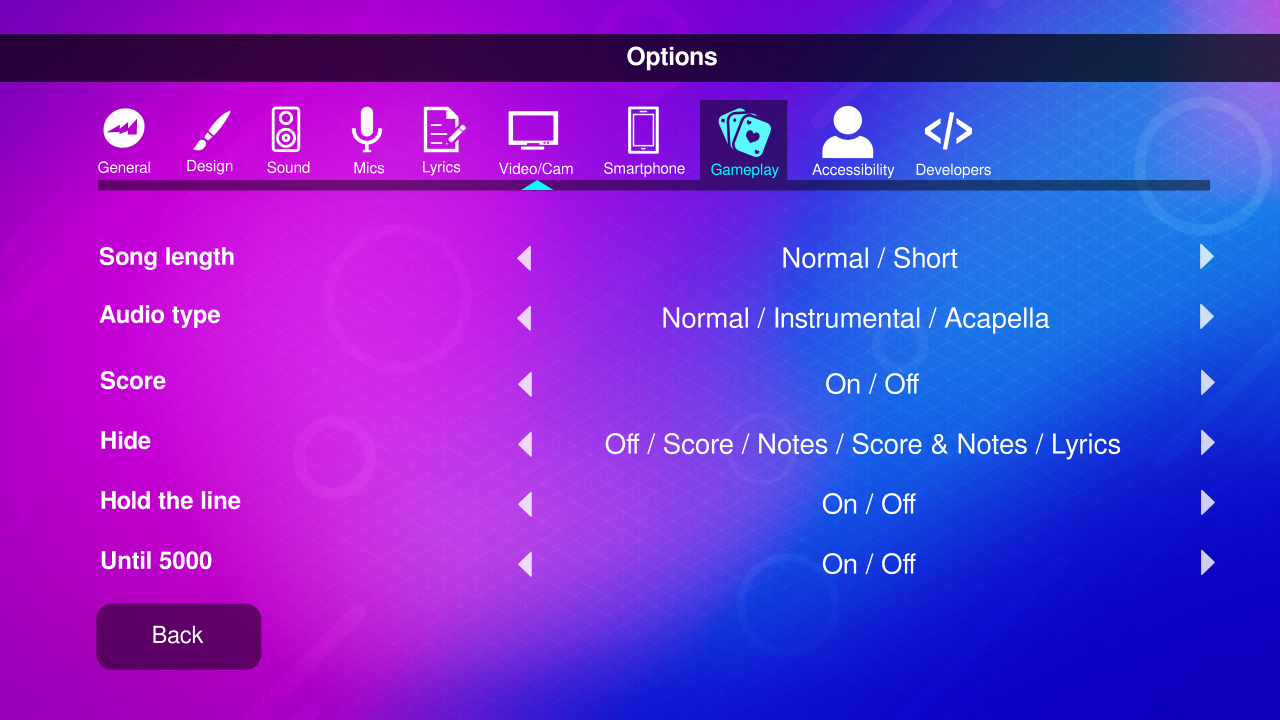 Options
General Design Sound Mics Lyrics Video/Cam Smartphone Gameplay Accessibility Developers
Song length Normal / Short
Audio type Normal / Instrumental / Acapella
Score On / Off
Hide Off / Score / Notes / Score & Notes / Lyrics
Hold the line On / Off
Until 5000 On / Off
Back